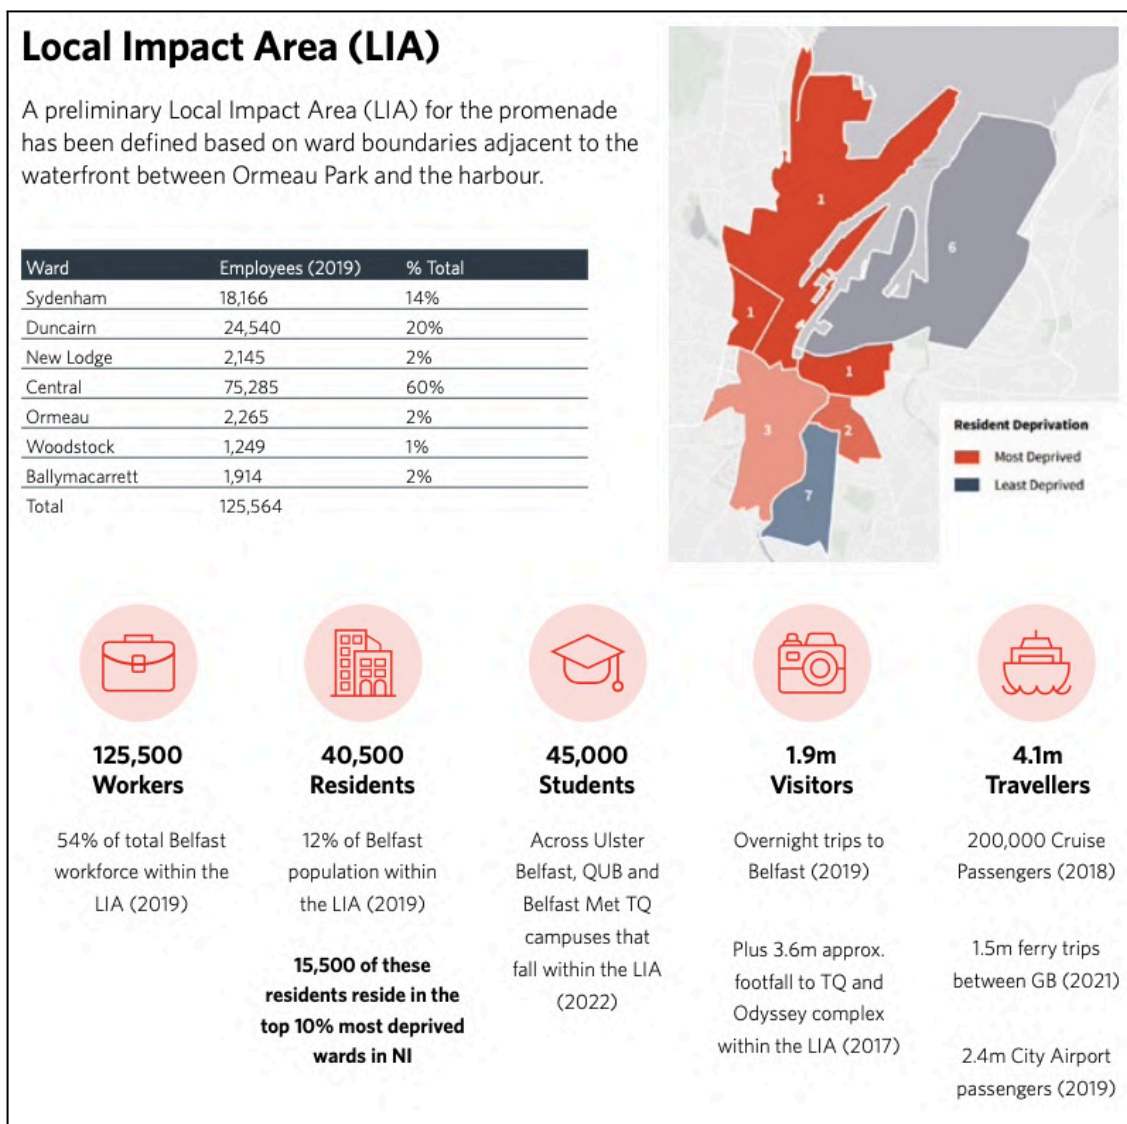 Local Impact Area (LIA)
A preliminary Local Impact Area (LIA) for the promenade
has been defined based on ward boundaries adjacent to the
waterfront between Ormeau Park and the harbour.
Ward Employees (2019) % Total
Sydenham 18,166 14%
Duncairn 24,540 20%
New Lodge 2,145 2%
Central 75,285 60%
Ormeau 2,265 2%
Woodstock 1,249 1%
Ballymacarrett 1,914 2%
Total 125,564
1
6
1
1
3
2
7
Resident Deprivation
Most Deprived
Least Deprived
125,500
Workers
54% of total Belfast
workforce within the
LIA (2019)
40,500
Residents
12% of Belfast
population within
the LIA (2019)
15,500 of these
residents reside in the
top 10% most deprived
wards in NI
45,000
Students
Across Ulster
Belfast, QUB and
Belfast Met TQ
campuses that
fall within the LIA
(2022)
1.9m
Visitors
Overnight trips to
Belfast (2019)
Plus 3.6m approx.
footfall to TQ and
Odyssey complex
within the LIA (2017)
4.1m
Travellers
200,000 Cruise
Passengers (2018)
1.5m ferry trips
between GB (2021)
2.4m City Airport
passengers (2019)